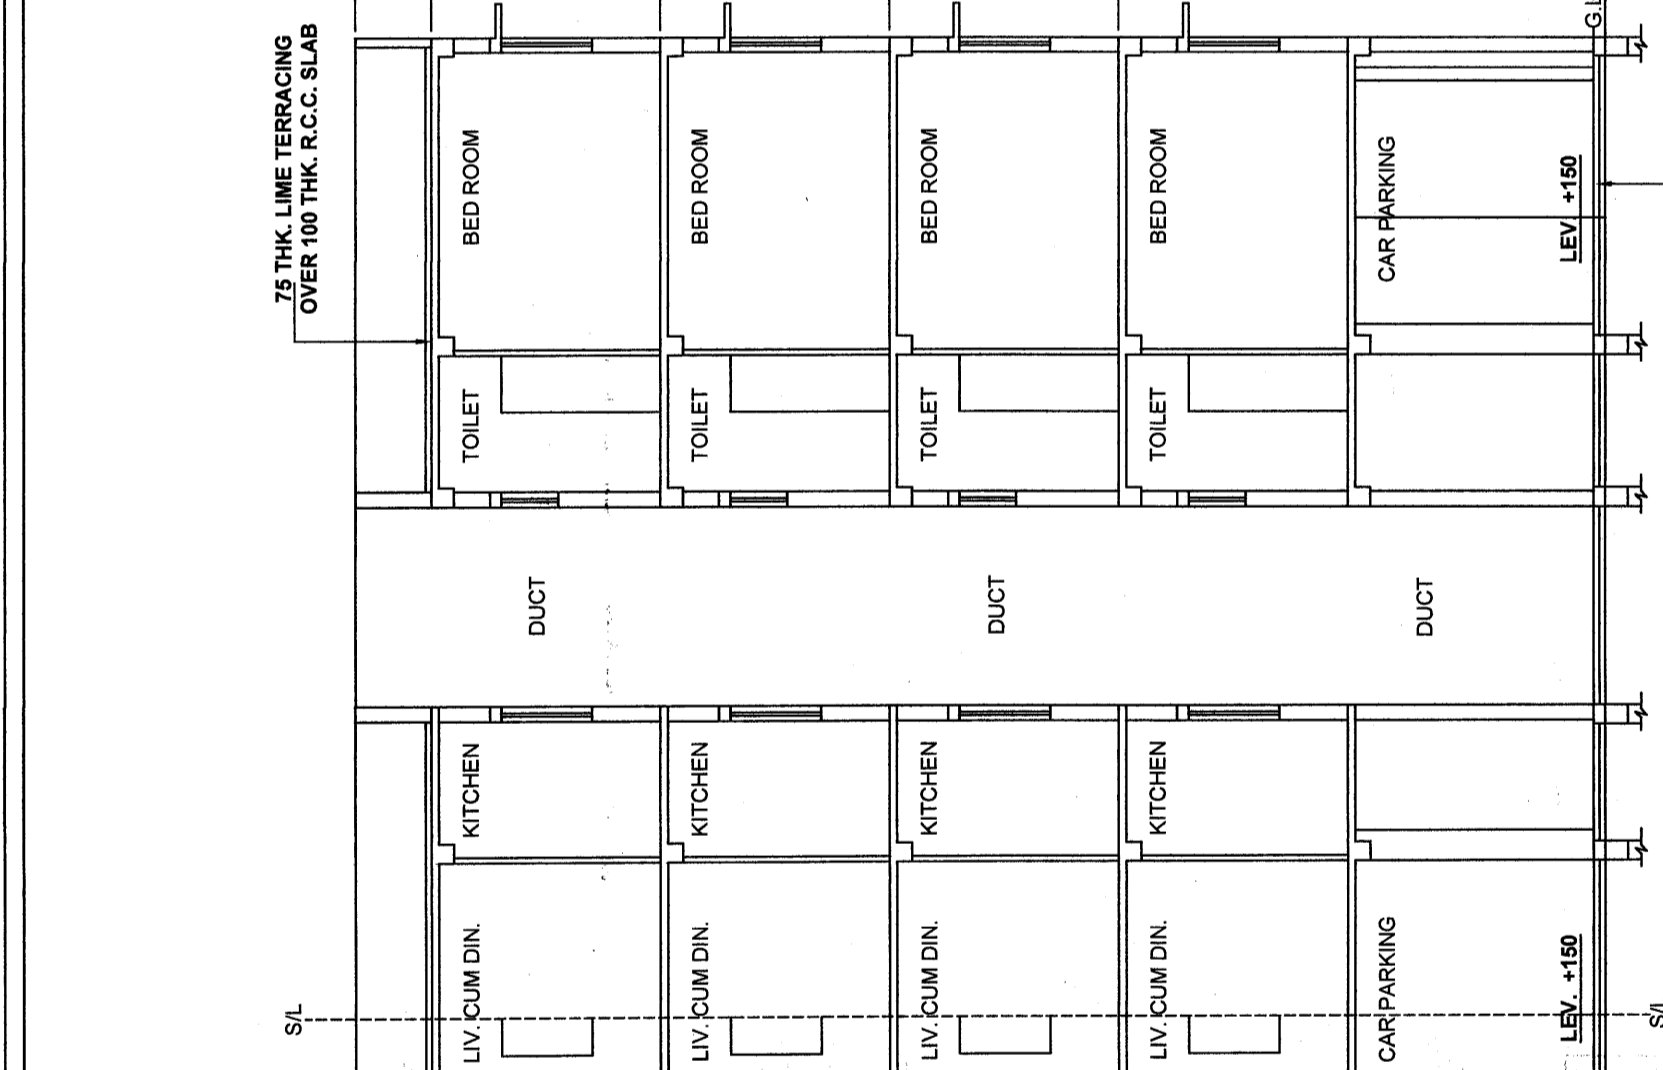 75 THK. LIME TERRACING
OVER 100 THK. R.C.C. SLAB
BED ROOM
BED ROOM
BED ROOM
BED ROOM
CAR PARKING
LEV. +150
G.L
TOILET
TOILET
TOILET
TOILET
DUCT
DUCT
DUCT
KITCHEN
KITCHEN
KITCHEN
KITCHEN
LIV. CUM DIN.
LIV. CUM DIN.
LIV. CUM DIN.
LIV. CUM DIN.
CAR PARKING
LEV. +150
S/L
S/L